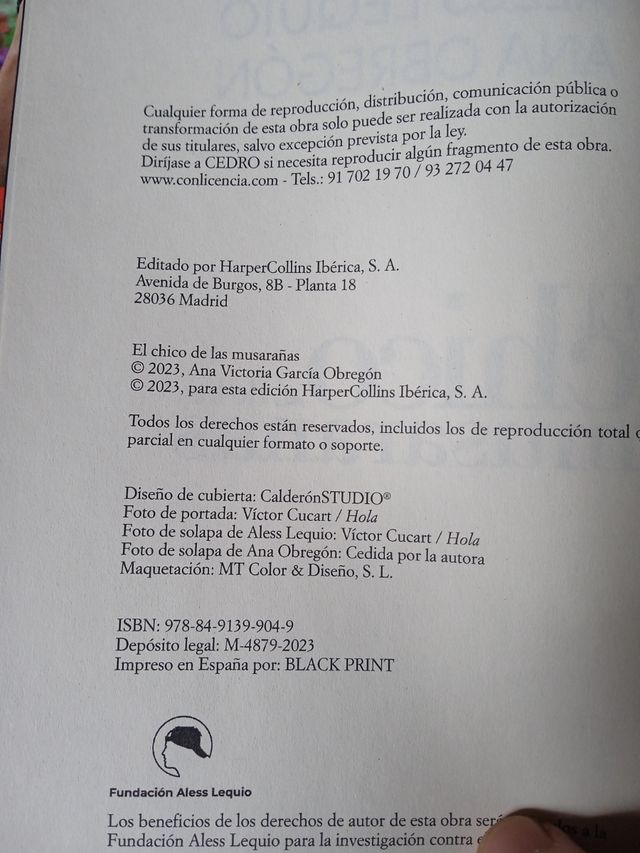 Cualquier forma de reproducción, distribución, comunicación pública o
transformación de esta obra solo puede ser realizada con la autorización
de sus titulares, salvo excepción prevista por la ley.
Diríjase a CEDRO si necesita reproducir algún fragmento de esta obra.
www.conlicencia.com - Tels.: 91 702 19 70 / 93 272 04 47
Editado por HarperCollins Ibérica, S. A.
Avenida de Burgos, 8B - Planta 18
28036 Madrid
El chico de las musarañas
© 2023, Ana Victoria García Obregón
© 2023, para esta edición HarperCollins Ibérica, S. A.
Todos los derechos están reservados, incluidos los de reproducción total
parcial en cualquier formato o soporte.
Diseño de cubierta: CalderónSTUDIO®
Foto de portada: Víctor Cucart / Hola
Foto de solapa de Aless Lequio: Víctor Cucart / Hola
Foto de solapa de Ana Obregón: Cedida por la autora
Maquetación: MT Color & Diseño, S. L.
ISBN: 978-84-9139-904-9
Depósito legal: M-4879-2023
Impreso en España por: BLACK PRINT
Fundación Aless Lequio
Los beneficios de los derechos de autor de esta obra a la
Fundación Aless Lequio para la investigación contra